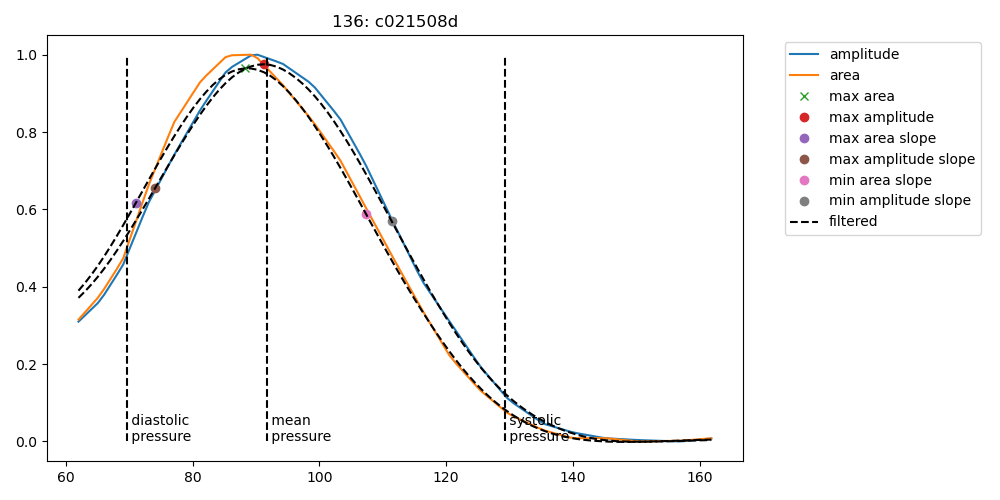 136: c021508d
amplitude
area
max area
max amplitude
max area slope
max amplitude slope
min area slope
min amplitude slope
filtered
1.0
0.8
0.6
0.4
0.2
0.0
diastolic
pressure
mean
pressure
systolic
pressure
60
80
100
120
140
160